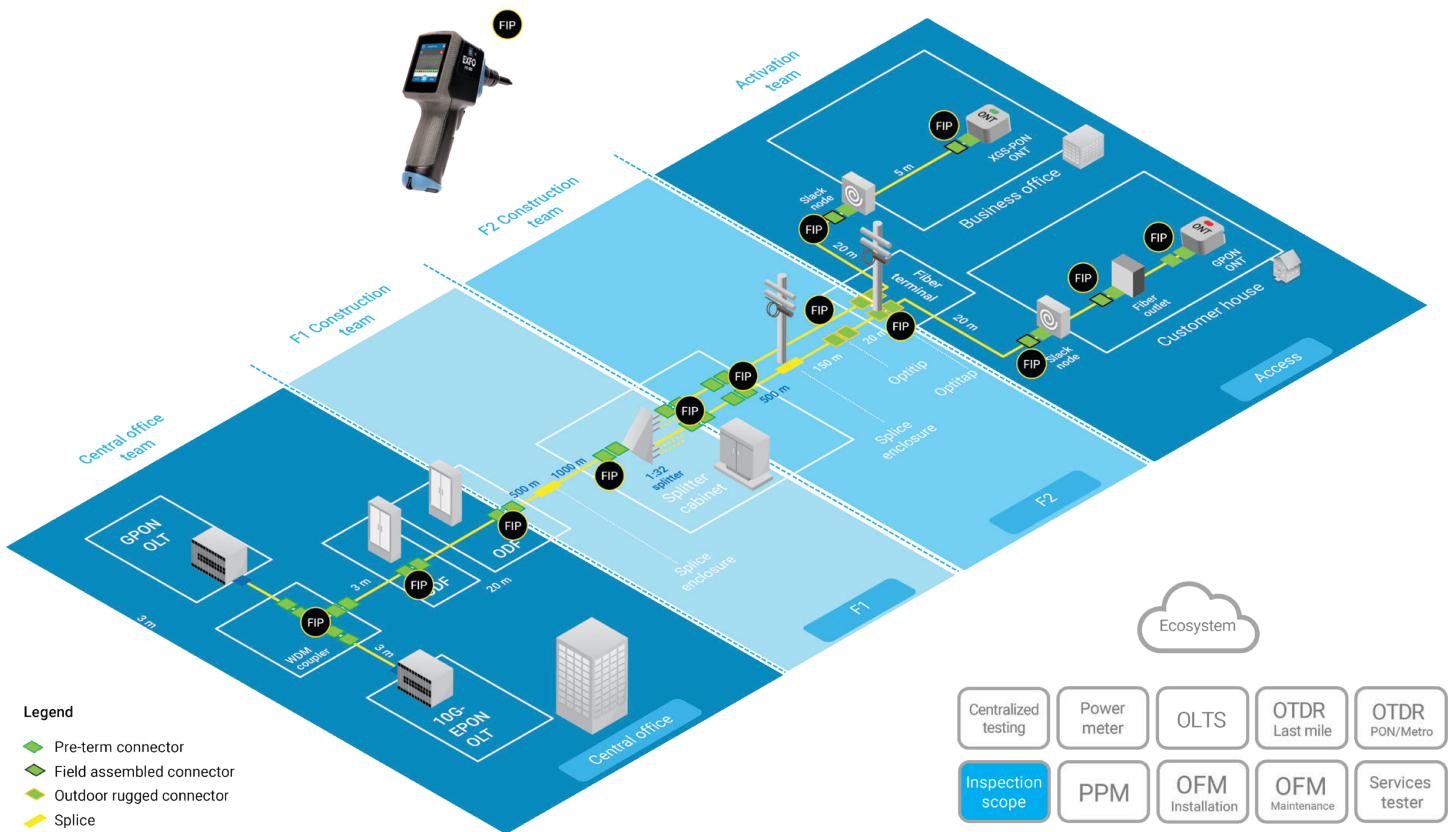 FIP
EXFO
Activation
team
F2 Construction
team
F1 Construction
team
Central office
team
FIP
ONT
XGS-PON
ONT
5 m
Slack
node
FIP
Business office
20 m
FIP
ONT
GPON
ONT
FIP
Fiber
outlet
Customer house
Fiber
terminal
FIP
FIP
20 m
FIP
Slack
node
Access
20 m
150 m
Optitip
Optitap
FIP
500 m
FIP
Splice
enclosure
F2
1:32
splitter
Splitter
cabinet
FIP
1000 m
500 m
Splice
enclosure
F1
FIP
ODF
20 m
FIP
ODF
3 m
GPON
OLT
3 m
FIP
WDM
coupler
3 m
10G-
EPON
OLT
Central office
Legend
Pre-term connector
Field assembled connector
Outdoor rugged connector
Splice
Ecosystem
Centralized
testing
Power
meter
OLTS
OTDR
Last mile
OTDR
PON/Metro
Inspection
scope
PPM
OFM
Installation
OFM
Maintenance
Services
tester